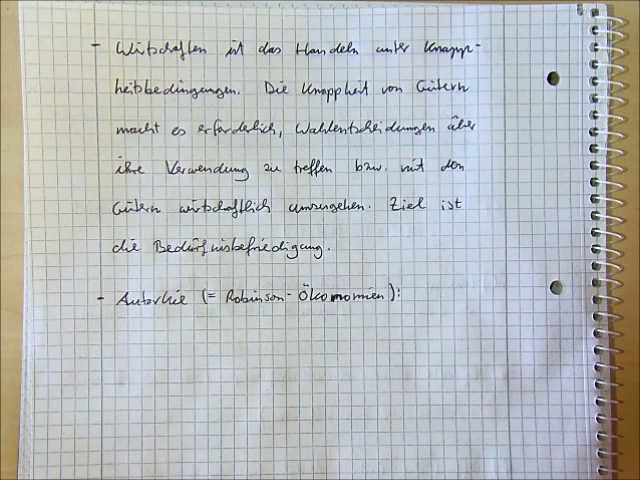 - Wirtschaften ist das Handeln unter Knapp-
heitsbedingungen. Die Knappheit von Gütern
macht es erforderlich, Wahlentscheidungen über
ihre Verwendung zu treffen bzw. mit den
Gütern wirtschaftlich umzugehen. Ziel ist
die Bedürfnisbefriedigung.
- Autarkie (= Robinson-Ökonomien):